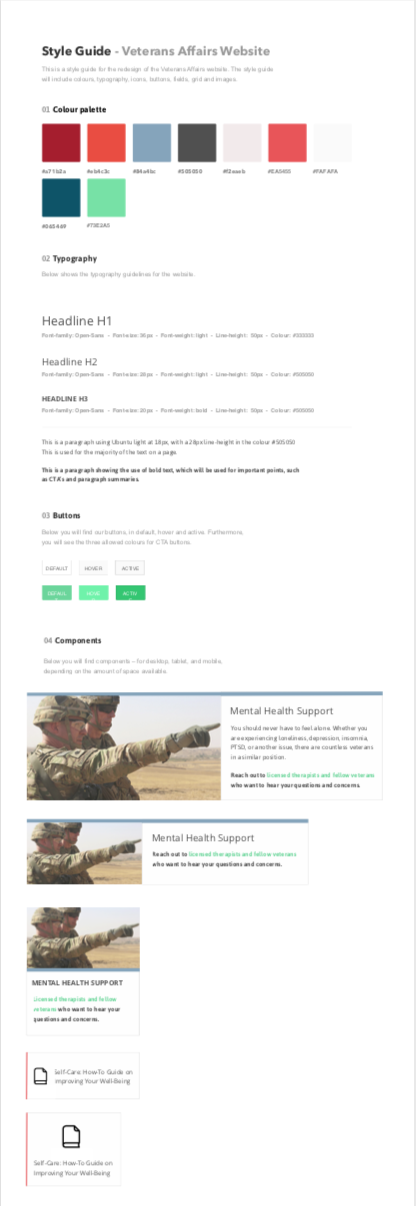 Style Guide - Veterans Affairs Website
This is a style guide for the redesign of the Veterans Affairs website. The style guide
will include colours, typography, icons, buttons, fields, grid and images.
01 Colour palette
#a71b2a #eb4c3c #84a4bc #505050 #f2eaeb #EA5455 #FAFAFA
#73E2A5
02 Typography
Below shows the typography guidelines for the website.
Headline H1
Font-family: Open-Sans - Font-size: 36px - Font-weight: light - Line-height: 50px - Colour: #333333
Headline H2
Font-family: Open-Sans - Font-size: 28px - Font-weight: light - Line-height: 50px - Colour: #505050
HEADLINE H3
Font-family: Open-Sans - Font-size: 20px - Font-weight: bold - Line-height: 50px - Colour: #505050
This is a paragraph using Ubuntu light at 18px, with a 28px line-height in the colour #505050
This is used for the majority of the text on a page.
This is a paragraph showing the use of bold text, which will be used for important points, such
as CTA's and paragraph summaries.
03 Buttons
Below you will find our buttons, in default, hover and active. Furthermore,
you will see the three allowed colours for CTA buttons.
DEFAULT HOVER ACTIVE
DEFAUL HOVE ACTIV
04 Components
Below you will find components - for desktop, tablet, and mobile,
depending on the amount of space available.
Mental Health Support
You should never have to feel alone. Whether you
are experiencing loneliness, depression, insomnia,
PTSD, or another issue, there are countless veterans
in a similar position.
Reach out to licensed therapists and fellow veterans
who want to hear your questions and concerns.
Mental Health Support
Reach out to licensed therapists and fellow veterans
who want to hear your questions and concerns.
MENTAL HEALTH SUPPORT
Licensed therapists and fellow
veterans who want to hear your
questions and concerns.
Self-Care: How-To Guide on
Improving Your Well-Being
Self-Care: How-To Guide on
Improving Your Well-Being